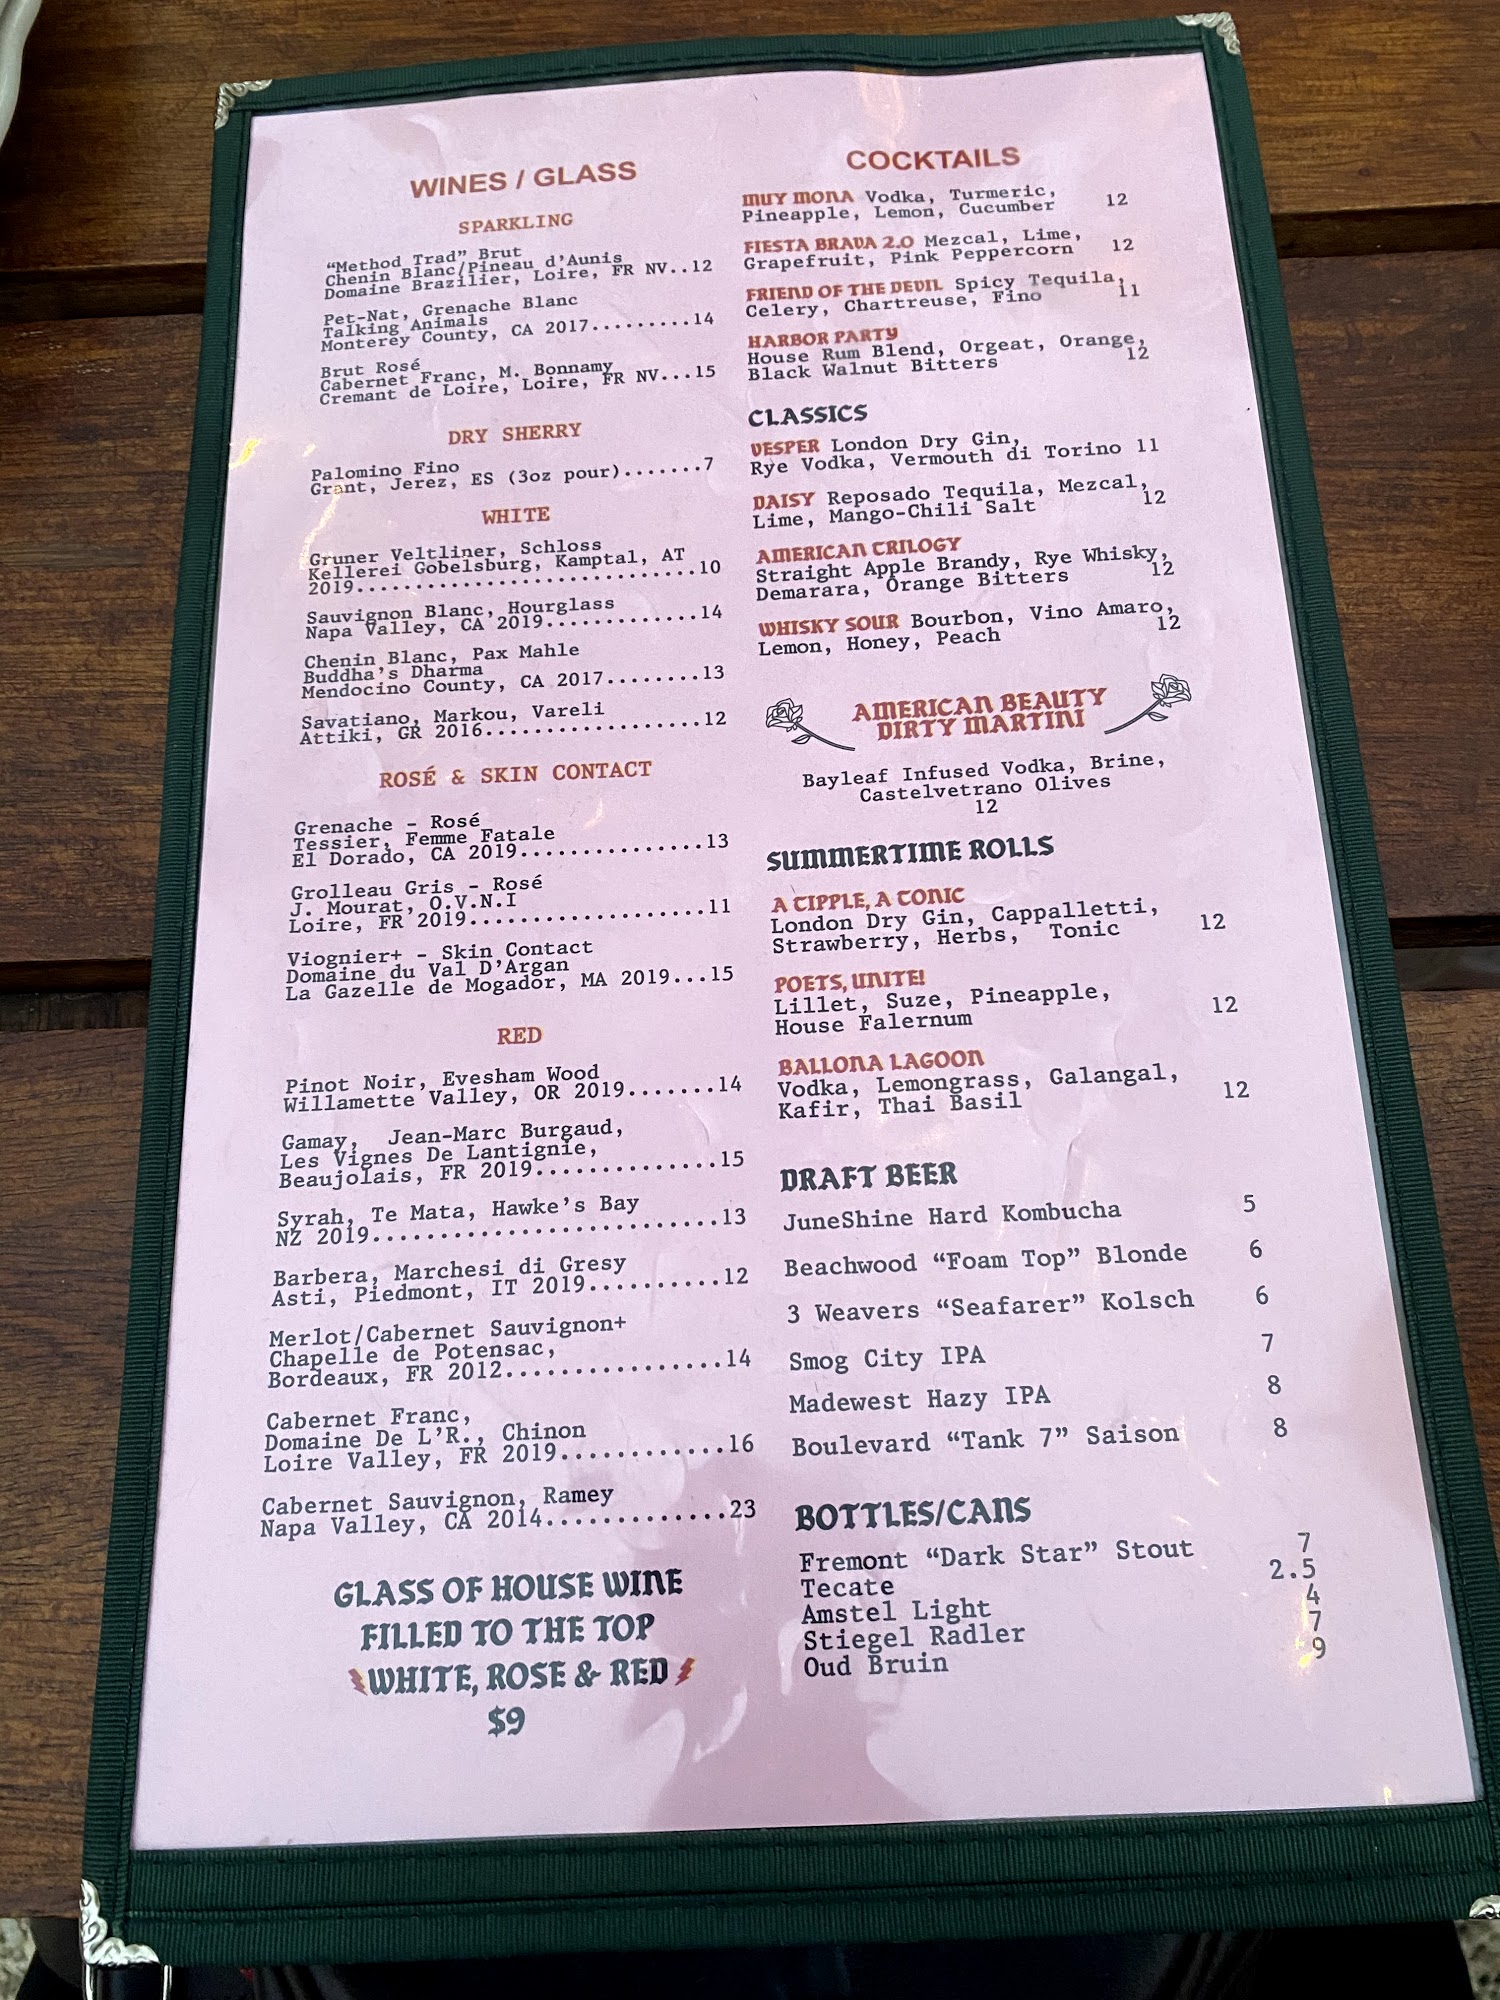 WINES / GLASS
SPARKLING
“Method Trad” Brut
Chenin Blanc/Pineau d’Aunis
Domaine Brazilier, Loire, FR NV..12
Pet-Nat, Grenache Blanc
Talking Animals
Monterey County, CA 2017.........14
Brut Rosé
Cabernet Franc, M. Bonnamy
Cremant de Loire, Loire, FR NV...15
DRY SHERRY
Palomino Fino
Grant, Jerez, ES (3oz pour).......7
WHITE
Gruner Veltliner, Schloss
Kellerei Gobelsburg, Kamptal, AT
2019.............................10
Sauvignon Blanc, Hourglass
Napa Valley, CA 2019.............14
Chenin Blanc, Pax Mahle
Buddha’s Dharma
Mendocino County, CA 2017........13
Savatiano, Markou, Vareli
Attiki, GR 2016..................12
ROSÉ & SKIN CONTACT
Grenache - Rosé
Tessier, Femme Fatale
El Dorado, CA 2019...............13
Grolleau Gris - Rosé
J. Mourat, O.V.N.I
Loire, FR 2019...................11
Viognier+ - Skin Contact
Domaine du Val D’Argan
La Gazelle de Mogador, MA 2019...15
RED
Pinot Noir, Evesham Wood
Willamette Valley, OR 2019.......14
Gamay, Jean-Marc Burgaud,
Les Vignes De Lantignie,
Beaujolais, FR 2019..............15
Syrah, Te Mata, Hawke’s Bay
NZ 2019..........................13
Barbera, Marchesi di Gresy
Asti, Piedmont, IT 2019..........12
Merlot/Cabernet Sauvignon+
Chapelle de Potensac,
Bordeaux, FR 2012................14
Cabernet Franc,
Domaine De L’R., Chinon
Loire Valley, FR 2019............16
Cabernet Sauvignon, Ramey
Napa Valley, CA 2014.............23
GLASS OF HOUSE WINE
FILLED TO THE TOP
WHITE, ROSE & RED
$9
COCKTAILS
MUY MONA Vodka, Turmeric,
Pineapple, Lemon, Cucumber 12
FIESTA BRAVA 2.0 Mezcal, Lime,
Grapefruit, Pink Peppercorn 12
FRIEND OF THE DEVIL Spicy Tequila,
Celery, Chartreuse, Fino 11
HARBOR PARTY
House Rum Blend, Orgeat, Orange,
Black Walnut Bitters 12
CLASSICS
VESPER London Dry Gin,
Rye Vodka, Vermouth di Torino 11
DAISY Reposado Tequila, Mezcal,
Lime, Mango-Chili Salt 12
AMERICAN TRILOGY
Straight Apple Brandy, Rye Whisky,
Demarara, Orange Bitters 12
WHISKY SOUR Bourbon, Vino Amaro,
Lemon, Honey, Peach 12
AMERICAN BEAUTY
DIRTY MARTINI
Bayleaf Infused Vodka, Brine,
Castelvetrano Olives
12
SUMMERTIME ROLLS
A TIPPLE, A TONIC
London Dry Gin, Cappalletti,
Strawberry, Herbs, Tonic 12
POETS, UNITE!
Lillet, Suze, Pineapple,
House Falernum 12
BALLONA LAGOON
Vodka, Lemongrass, Galangal,
Kafir, Thai Basil 12
DRAFT BEER
JuneShine Hard Kombucha 5
Beachwood “Foam Top” Blonde 6
3 Weavers “Seafarer” Kolsch 6
Smog City IPA 7
Madewest Hazy IPA 8
Boulevard “Tank 7” Saison 8
BOTTLES/CANS
Fremont “Dark Star” Stout 7
Tecate 2.5
Amstel Light 4
Stiegel Radler 7
Oud Bruin 9